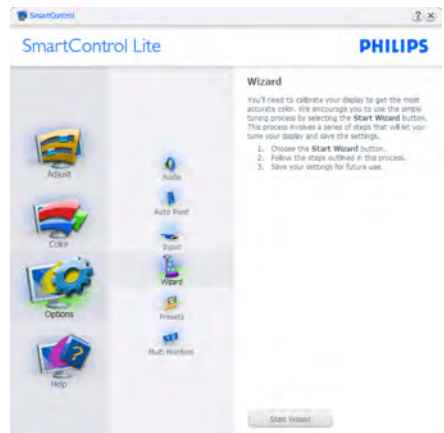 SmartControl
? ×
SmartControl Lite
PHILIPS
Adjust
Color
Options
Help
Audio
Auto Pivot
Input
Wizard
Presets
Multi Monitors
Wizard
You'll need to calibrate your display to get the most
accurate color. We encourage you to use the simple
tuning process by selecting the Start Wizard button.
This process involves a series of steps that will let you
tune your display and save the settings.
1. Choose the Start Wizard button.
2. Follow the steps outlined in the process.
3. Save your settings for future use.
Start Wizard